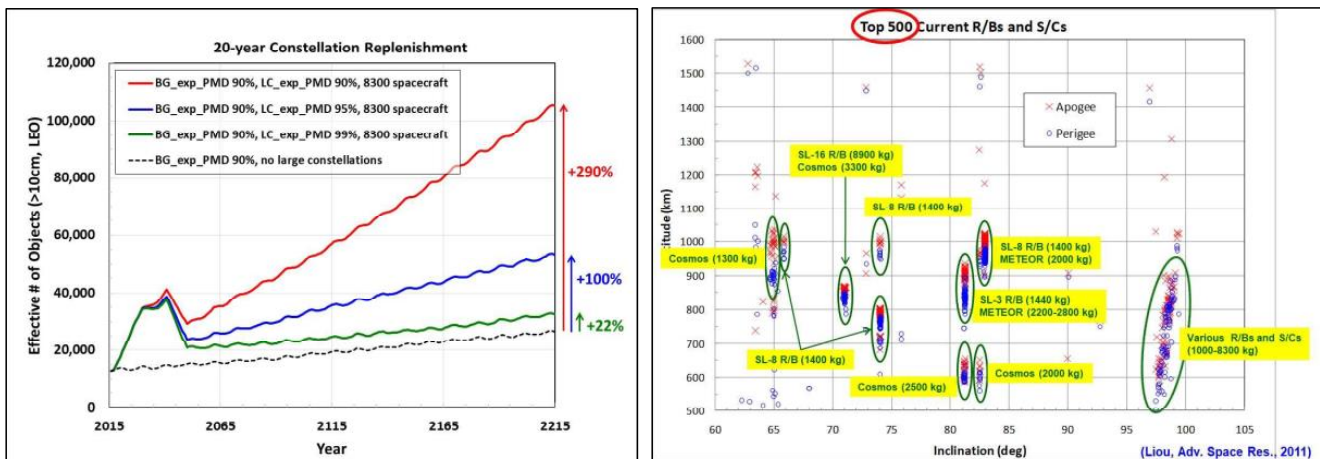 20-year Constellation Replenishment
120,000
100,000
80,000
60,000
40,000
20,000
0
Effective # of Objects (>10cm, LEO)
BG_exp_PMD 90%, LC_exp_PMD 90%, 8300 spacecraft
BG_exp_PMD 90%, LC_exp_PMD 95%, 8300 spacecraft
BG_exp_PMD 90%, LC_exp_PMD 99%, 8300 spacecraft
BG_exp_PMD 90%, no large constellations
+290%
+100%
+22%
2015 2065 2115 2165 2215
Year
Top 500 Current R/Bs and S/Cs
1600
1500
1400
1300
1200
1100
1000
900
800
700
600
500
(km)
Apogee
Perigee
SL-16 R/B (8900 kg)
Cosmos (3300 kg)
SL-8 R/B (1400 kg)
Cosmos (1300 kg)
SL-8 R/B (1400 kg)
METEOR (2000 kg)
SL-3 R/B (1440 kg)
METEOR (2200-2800 kg)
SL-8 R/B (1400 kg)
Cosmos (2500 kg)
Cosmos (2000 kg)
Various R/Bs and S/Cs
(1000-8300 kg)
60 65 70 75 80 85 90 95 100 105
Inclination (deg)
(Liou, Adv. Space Res., 2011)